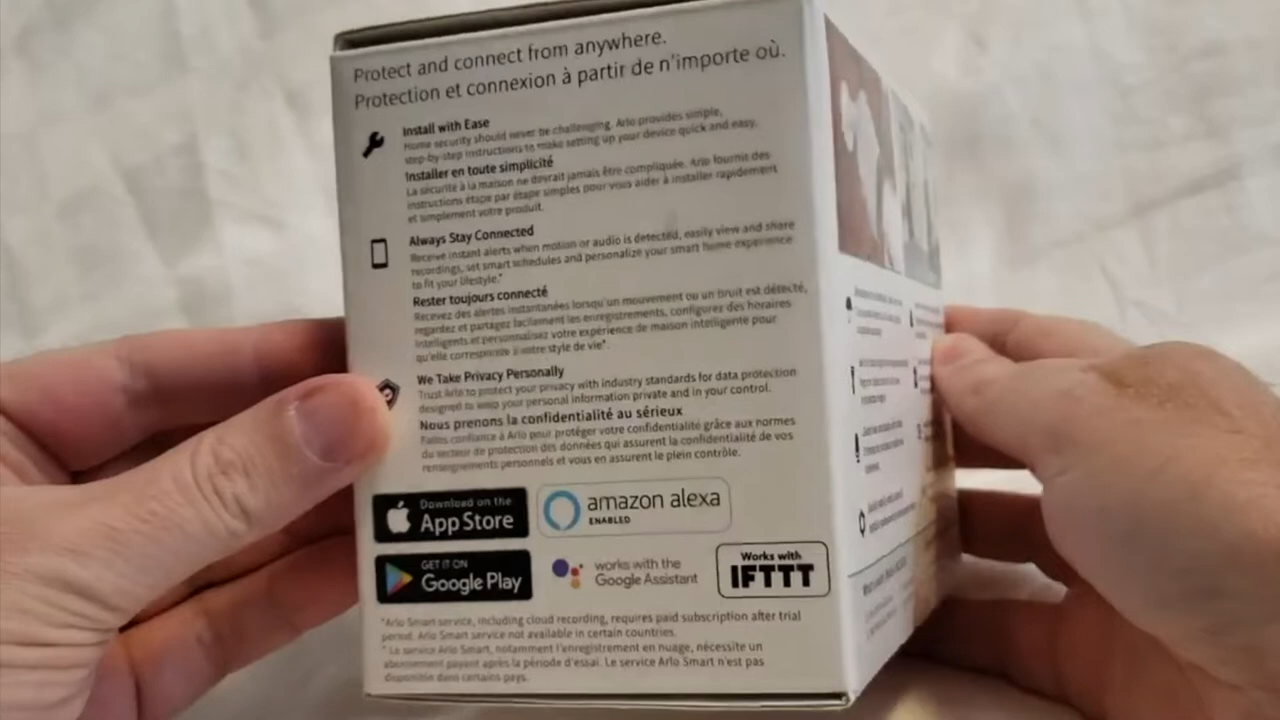 Protect and connect from anywhere.
Protection et connexion à partir de n'importe où.
Install with Ease
Home security should never be challenging. Arlo provides simple,
step-by-step instructions to make setting up your device quick and easy.
Installer en toute simplicité
La sécurité à la maison ne devrait jamais être compliquée. Arlo fournit des
instructions étape par étape simples pour vous aider à installer rapidement
et simplement votre produit.
Always Stay Connected
Receive instant alerts when motion or audio is detected, easily view and share
recordings, set smart schedules and personalize your smart home experience
to fit your lifestyle.*
Rester toujours connecté
Recevez des alertes instantanées lorsqu'un mouvement ou un bruit est détecté,
regardez et partagez facilement les enregistrements, configurez des horaires
intelligents et personnalisez votre expérience de maison intelligente pour
qu'elle corresponde à votre style de vie*.
We Take Privacy Personally
Trust Arlo to protect your privacy with industry standards for data protection
designed to keep your personal information private and in your control.
Nous prenons la confidentialité au sérieux
Faites confiance à Arlo pour protéger votre confidentialité grâce aux normes
du secteur de protection des données qui assurent la confidentialité de vos
renseignements personnels et vous en assurent le plein contrôle.
Download on the
App Store
amazon alexa
ENABLED
GET IT ON
Google Play
works with the
Google Assistant
Works with
IFTTT
*Arlo Smart service, including cloud recording, requires paid subscription after trial
period. Arlo Smart service not available in certain countries.
* Le service Arlo Smart, notamment l'enregistrement en nuage, nécessite un
abonnement payant après la période d'essai. Le service Arlo Smart n'est pas
disponible dans certains pays.